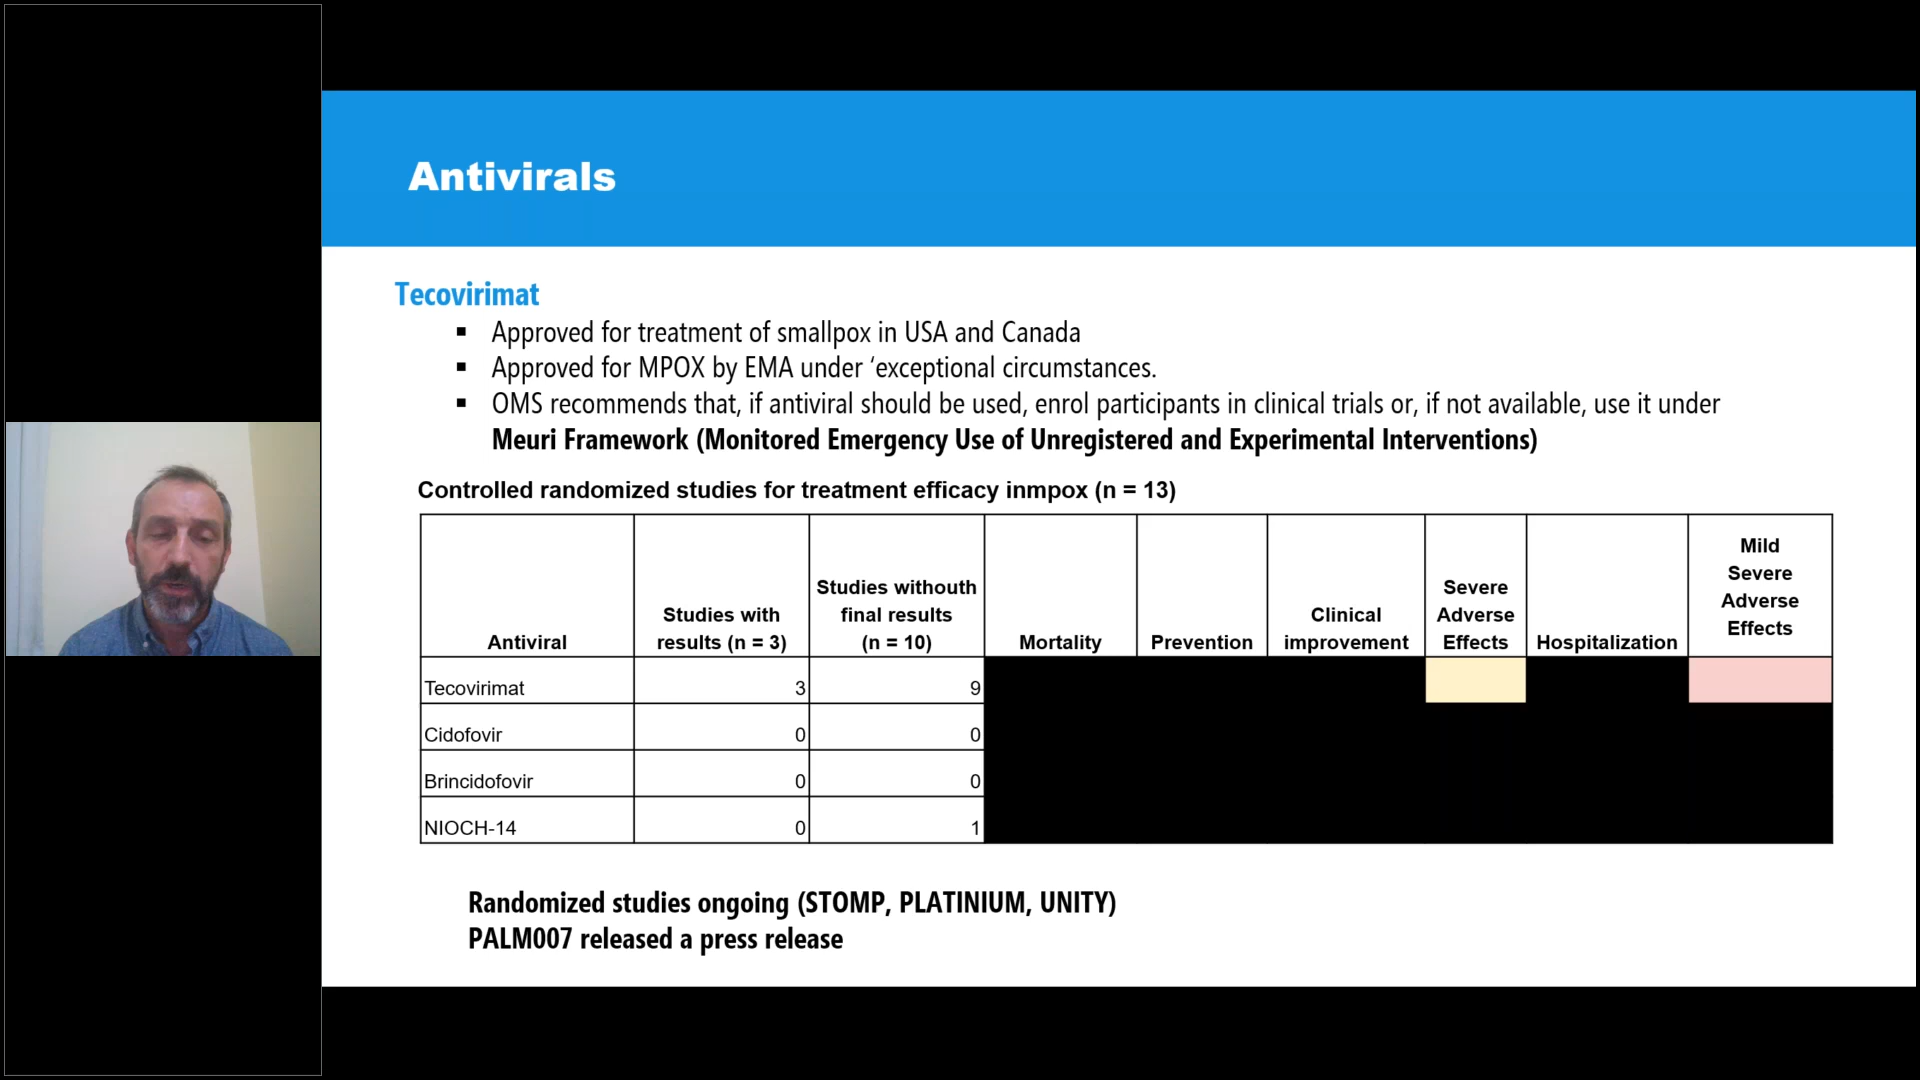 Antivirals
Tecovirimat
▪ Approved for treatment of smallpox in USA and Canada
▪ Approved for MPOX by EMA under ‘exceptional circumstances.
▪ OMS recommends that, if antiviral should be used, enrol participants in clinical trials or, if not available, use it under
Meuri Framework (Monitored Emergency Use of Unregistered and Experimental Interventions)
Controlled randomized studies for treatment efficacy inmpox (n = 13)
Antiviral
Studies with
results (n = 3)
Studies withouth
final results
(n = 10)
Mortality
Prevention
Clinical
improvement
Severe
Adverse
Effects
Hospitalization
Mild
Severe
Adverse
Effects
Tecovirimat 3 9
Cidofovir 0 0
Brincidofovir 0 0
NIOCH-14 0 1
Randomized studies ongoing (STOMP, PLATINIUM, UNITY)
PALM007 released a press release